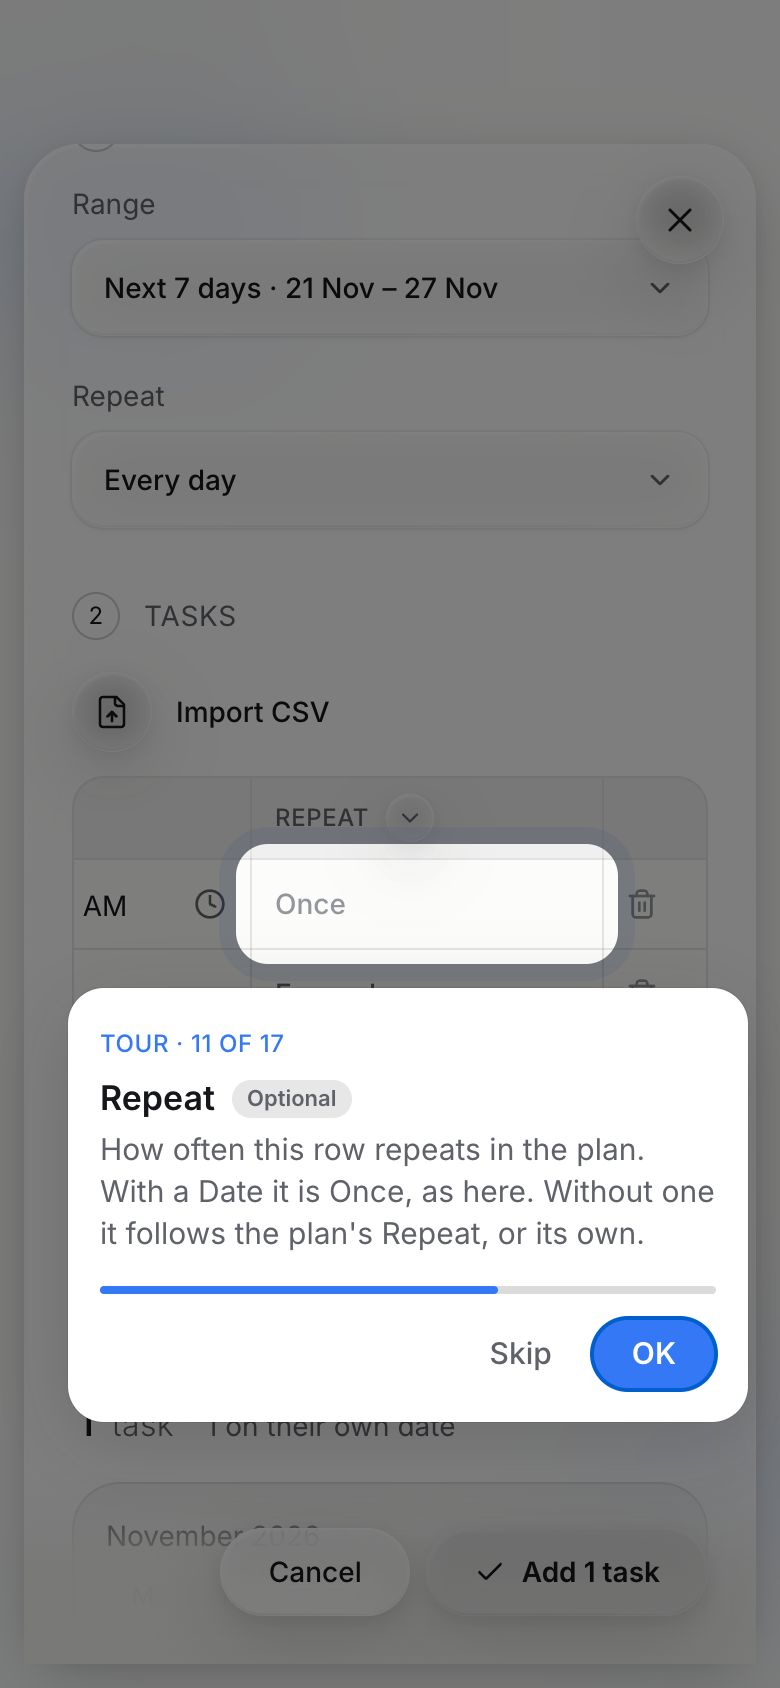 Range
Next 7 days · 21 Nov – 27 Nov
Repeat
Every day
2 TASKS
Import CSV
REPEAT
AM Once
TOUR · 11 OF 17
Repeat Optional
How often this row repeats in the plan.
With a Date it is Once, as here. Without one
it follows the plan's Repeat, or its own.
Skip OK
1 task 1 on their own date
November 2026
M
Cancel Add 1 task